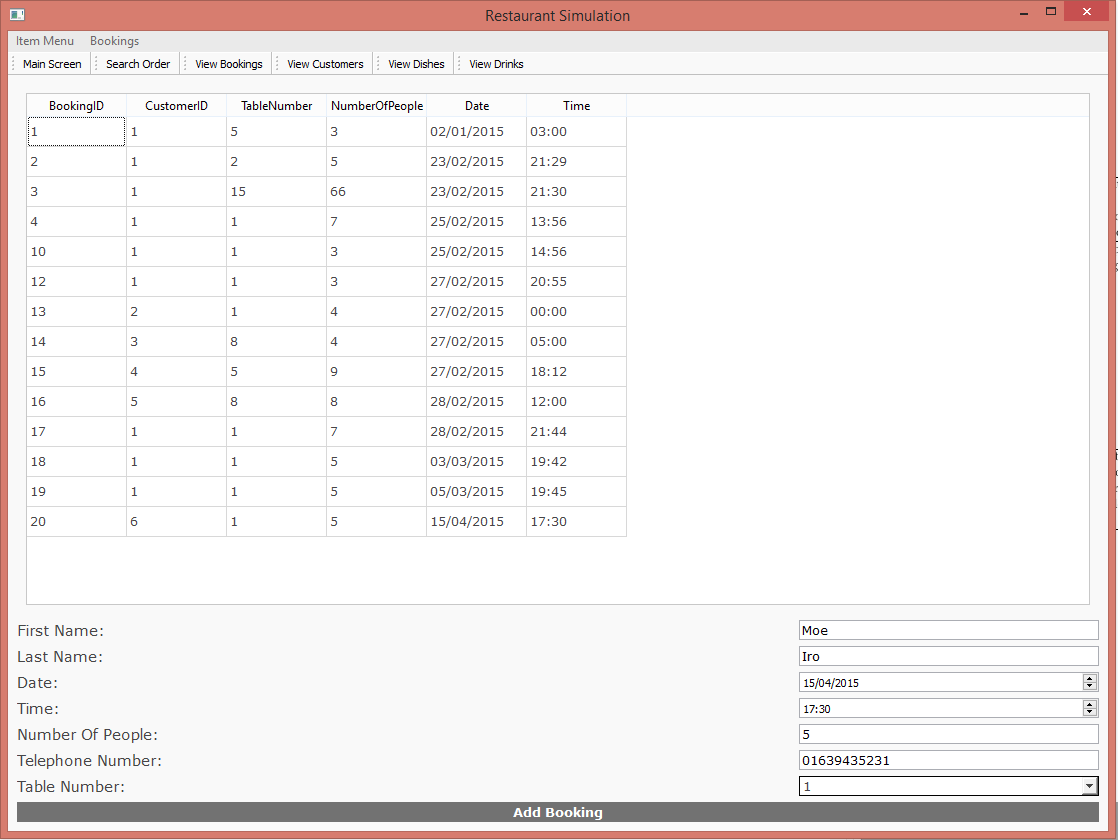 Restaurant Simulation
Item Menu Bookings
Main Screen Search Order View Bookings View Customers View Dishes View Drinks
BookingID CustomerID TableNumber NumberOfPeople Date Time
1 1 5 3 02/01/2015 03:00
2 1 2 5 23/02/2015 21:29
3 1 15 66 23/02/2015 21:30
4 1 1 7 25/02/2015 13:56
10 1 1 3 25/02/2015 14:56
12 1 1 3 27/02/2015 20:55
13 2 1 4 27/02/2015 00:00
14 3 8 4 27/02/2015 05:00
15 4 5 9 27/02/2015 18:12
16 5 8 8 28/02/2015 12:00
17 1 1 7 28/02/2015 21:44
18 1 1 5 03/03/2015 19:42
19 1 1 5 05/03/2015 19:45
20 6 1 5 15/04/2015 17:30
First Name: Moe
Last Name: Iro
Date: 15/04/2015
Time: 17:30
Number Of People: 5
Telephone Number: 01639435231
Table Number: 1
Add Booking